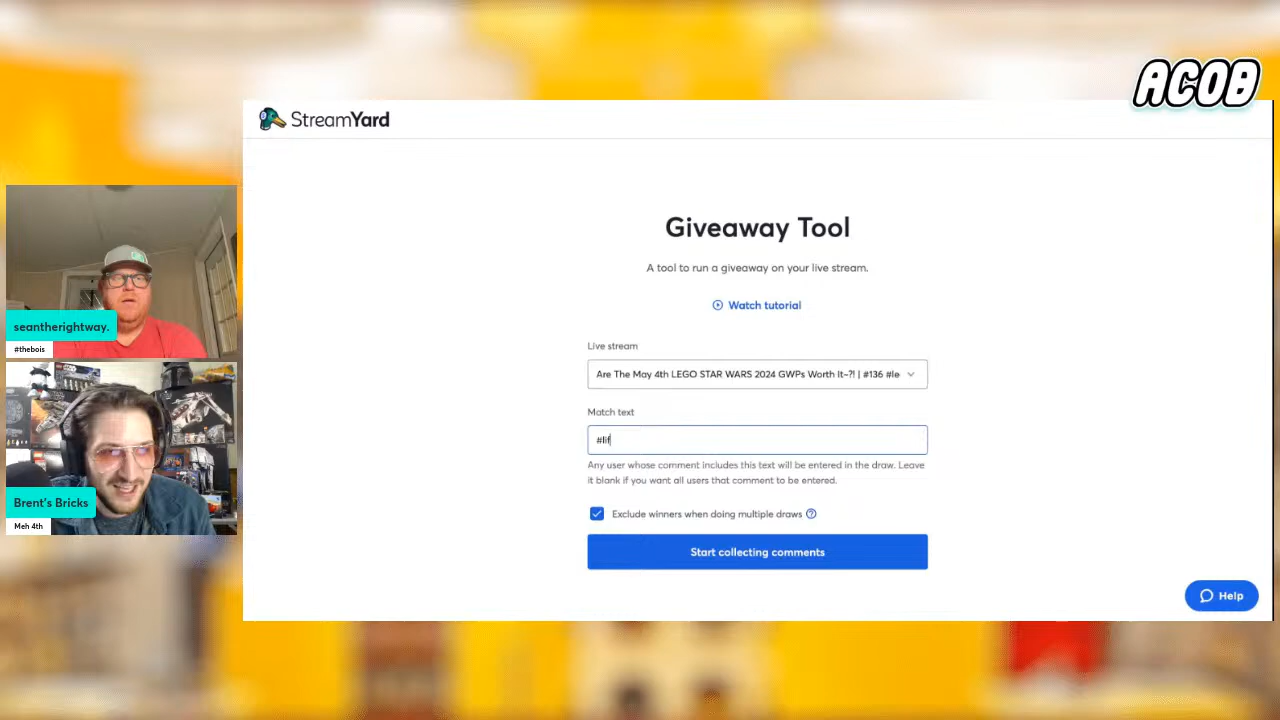 ACOB
StreamYard
Giveaway Tool
A tool to run a giveaway on your live stream.
Watch tutorial
Live stream
Are The May 4th LEGO STAR WARS 2024 GWPs Worth It-?! | #136 #le
Match text
#lif
Any user whose comment includes this text will be entered in the draw. Leave
it blank if you want all users that comment to be entered.
Exclude winners when doing multiple draws
Start collecting comments
Help
seantherightway.
#thebois
Brent's Bricks
Meh 4th